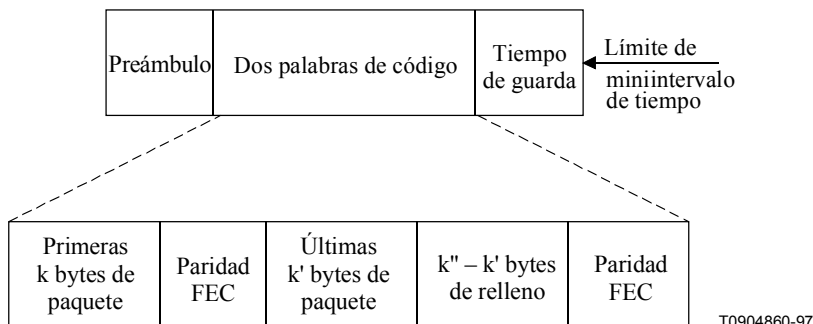 Preámbulo
Dos palabras de código
Tiempo
de guarda
Límite de
miniintervalo
de tiempo
Primeras
k bytes de
paquete
Paridad
FEC
Últimas
k' bytes de
paquete
k" – k' bytes
de relleno
Paridad
FEC
T0904860-97